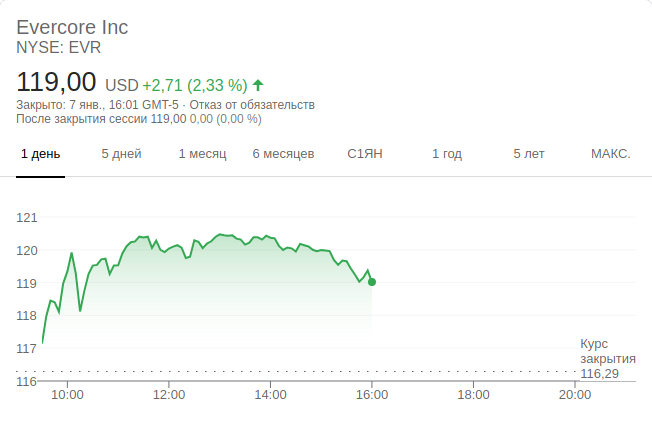 Evercore Inc
NYSE: EVR
119,00 USD +2,71 (2,33 %)
Закрыто: 7 янв., 16:01 GMT-5 · Отказ от обязательств
После закрытия сессии 119,00 0,00 (0,00 %)
1 день 5 дней 1 месяц 6 месяцев С1ЯН 1 год 5 лет МАКС.
121
120
119
118
117
116
Курс
закрытия
116,29
10:00 12:00 14:00 16:00 18:00 20:00